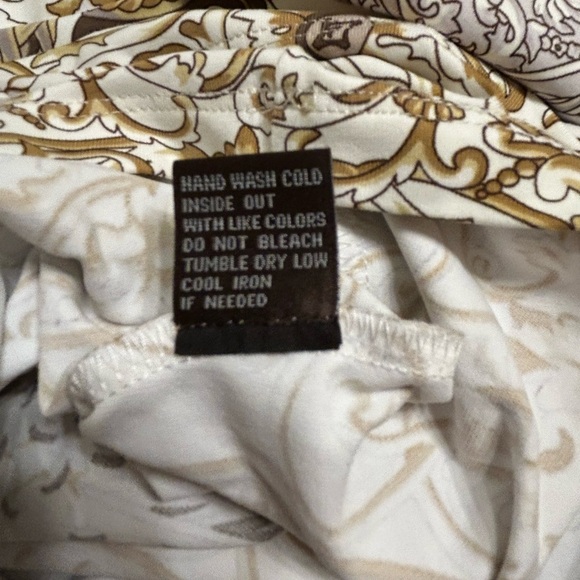 HAND WASH COLD
INSIDE OUT
WITH LIKE COLORS
DO NOT BLEACH
TUMBLE DRY LOW
COOL IRON
IF NEEDED